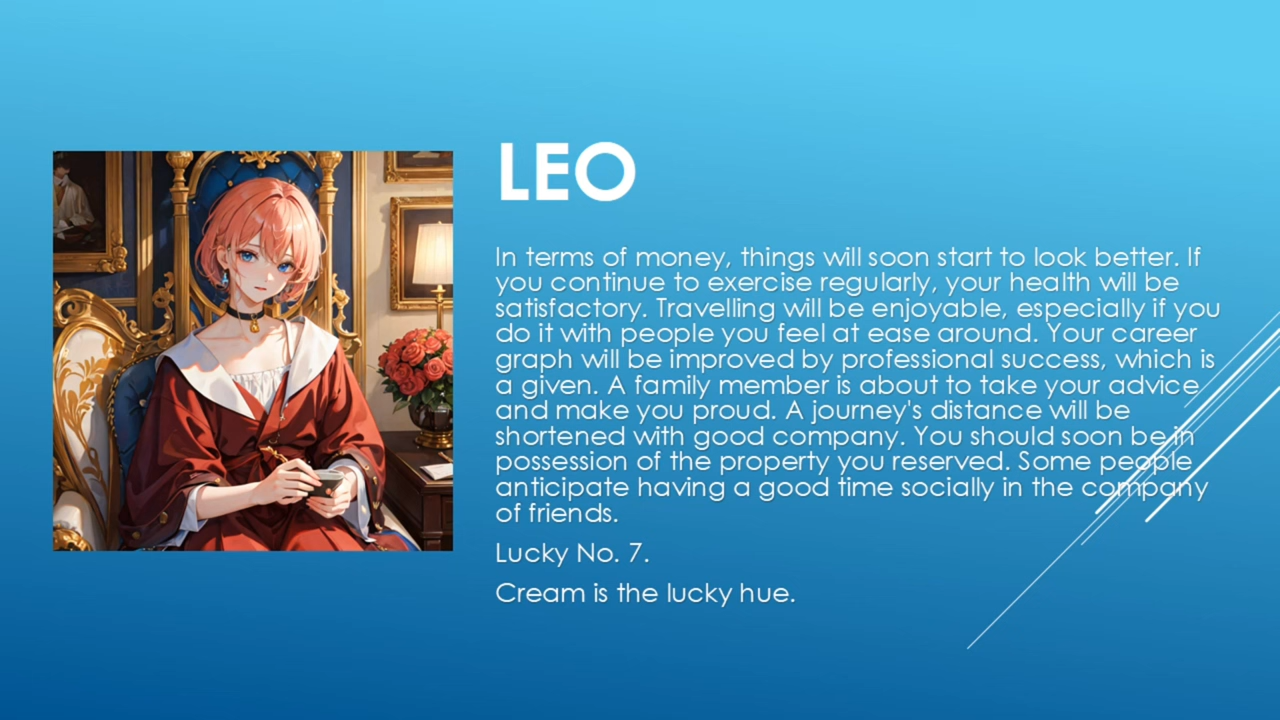 LEO
In terms of money, things will soon start to look better. If
you continue to exercise regularly, your health will be
satisfactory. Travelling will be enjoyable, especially if you
do it with people you feel at ease around. Your career
graph will be improved by professional success, which is
a given. A family member is about to take your advice
and make you proud. A journey's distance will be
shortened with good company. You should soon be in
possession of the property you reserved. Some people
anticipate having a good time socially in the company
of friends.
Lucky No. 7.
Cream is the lucky hue.